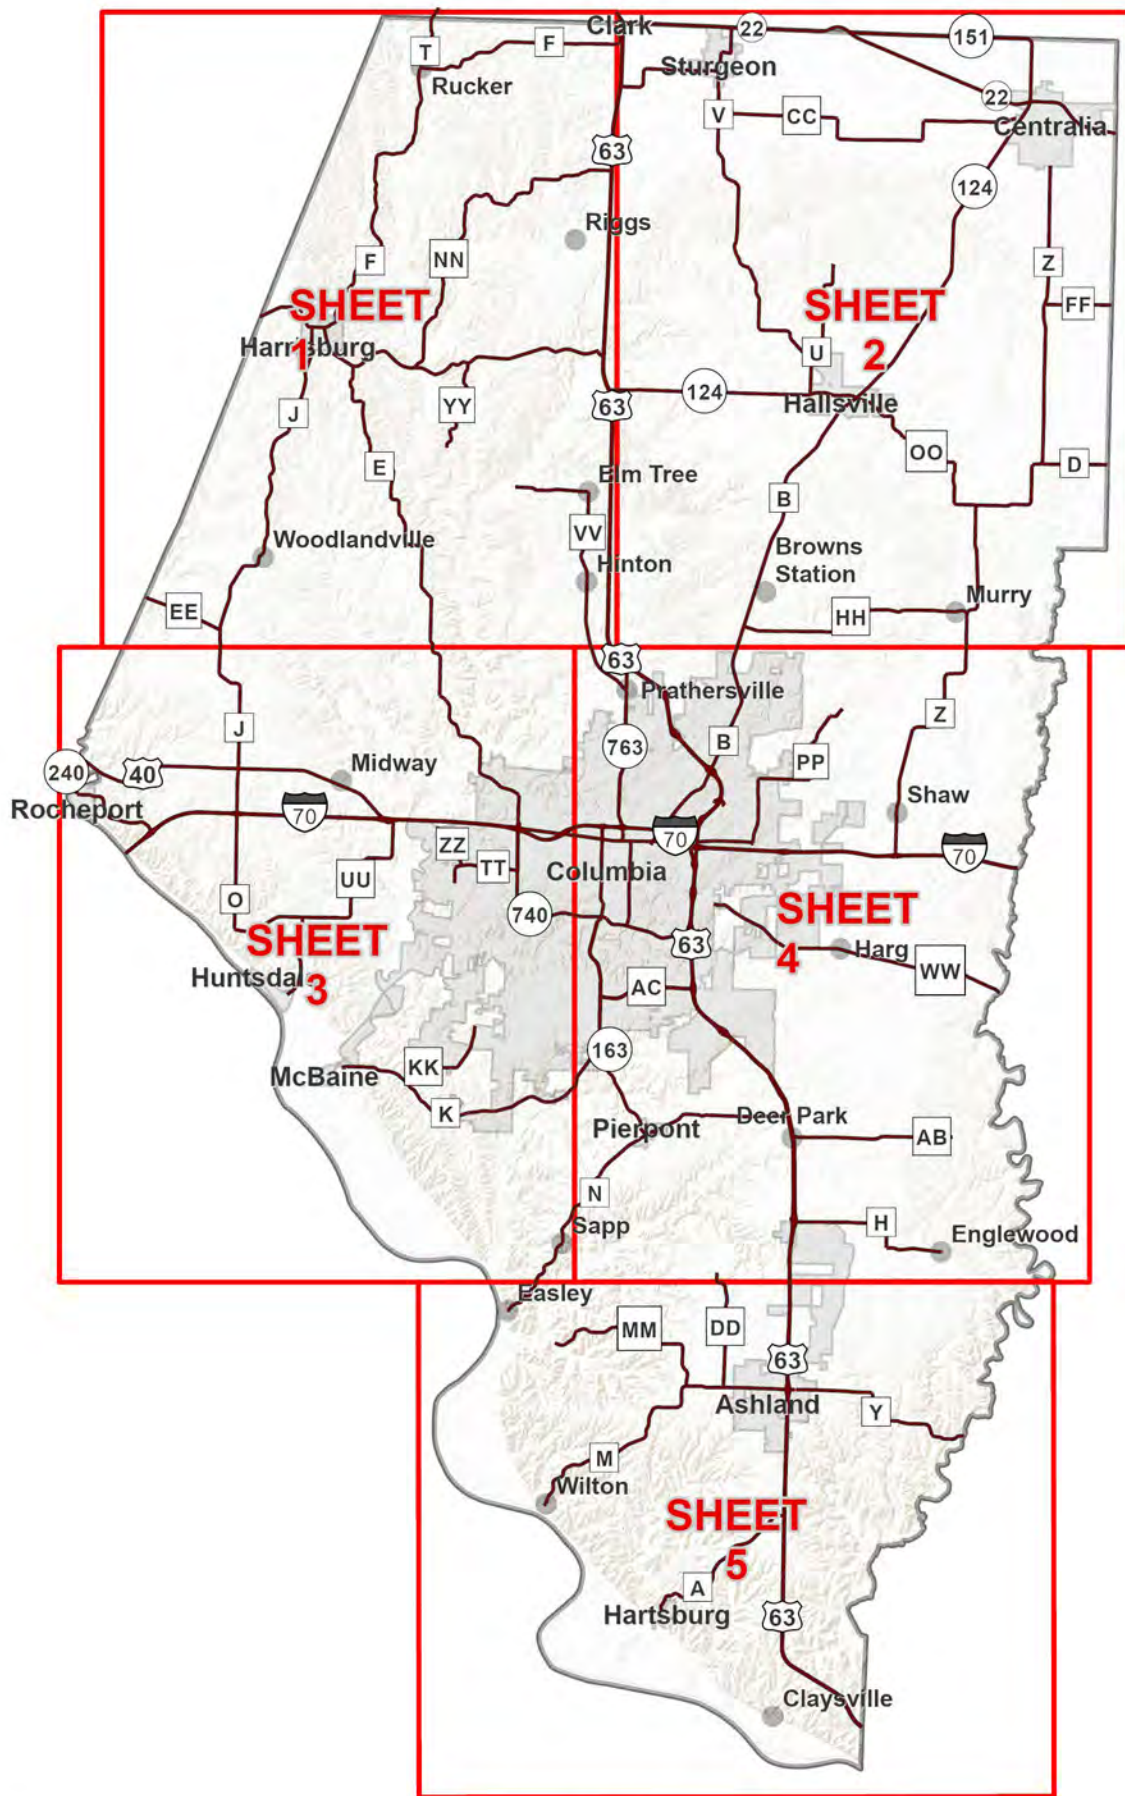 Clark
22
151
T
F
Sturgeon
Rucker
22
V
CC
Centralia
63
124
Riggs
F
NN
Z
SHEET
1
SHEET
2
FF
Harrisburg
U
YY
63
124
Hallsville
J
OO
E
Elm Tree
D
B
VV
Woodlandville
Browns
Station
Hinton
Murry
EE
HH
63
Prathersville
Z
J
763
B
PP
240
40
Midway
Rocheport
Shaw
70
70
ZZ
70
TT
Columbia
UU
O
740
SHEET
4
SHEET
3
63
Harg
WW
Huntsdale
AC
163
McBaine
KK
K
Pierpont
Deer Park
AB
N
Sapp
H
Englewood
Easley
MM
DD
63
Ashland
Y
M
Wilton
SHEET
5
A
Hartsburg
63
Claysville